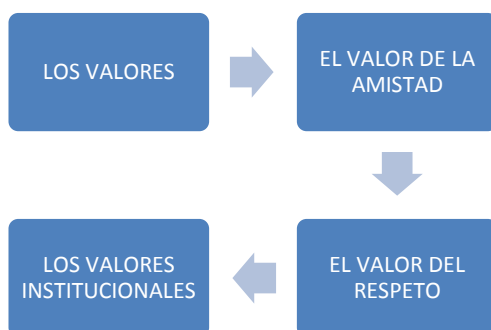 LOS VALORES
EL VALOR DE LA
AMISTAD
EL VALOR DEL
RESPETO
LOS VALORES
INSTITUCIONALES